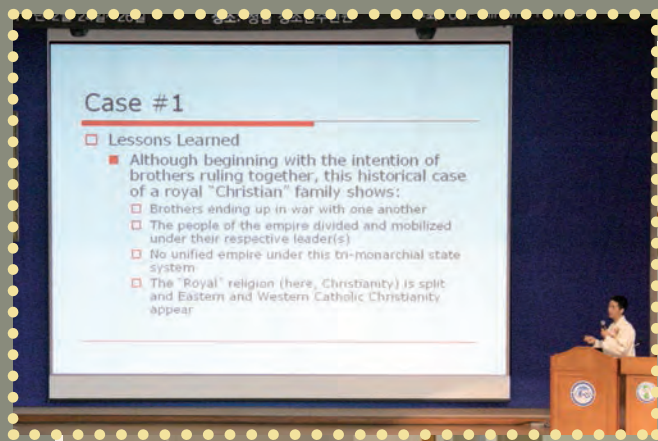 Case #1
Lessons Learned
Although beginning with the intention of
brothers ruling together, this historical case
of a royal "Christian" family shows:
Brothers ending up in war with one another
The people of the empire divided and mobilized
under their respective leader(s)
No unified empire under this tri-monarchial state
system
The "Royal" religion (here, Christianity) is split
and Eastern and Western Catholic Christianity
appear